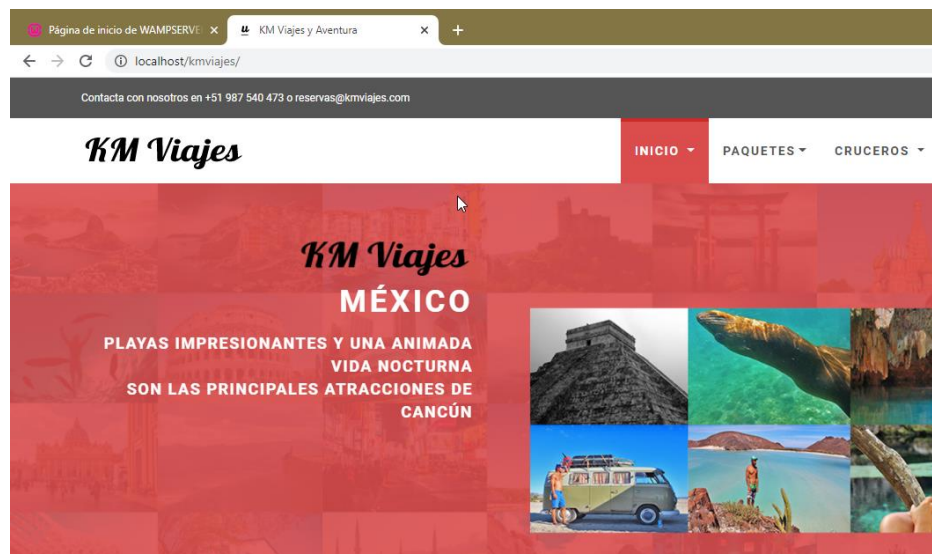 Página de inicio de WAMPSERVE
KM Viajes y Aventura
localhost/kmviajes/
Contacta con nosotros en +51 987 540 473 o reservas@kmviajes.com
KM Viajes
INICIO
PAQUETES
CRUCEROS
KM Viajes
MÉXICO
PLAYAS IMPRESIONANTES Y UNA ANIMADA
VIDA NOCTURNA
SON LAS PRINCIPALES ATRACCIONES DE
CANCÚN